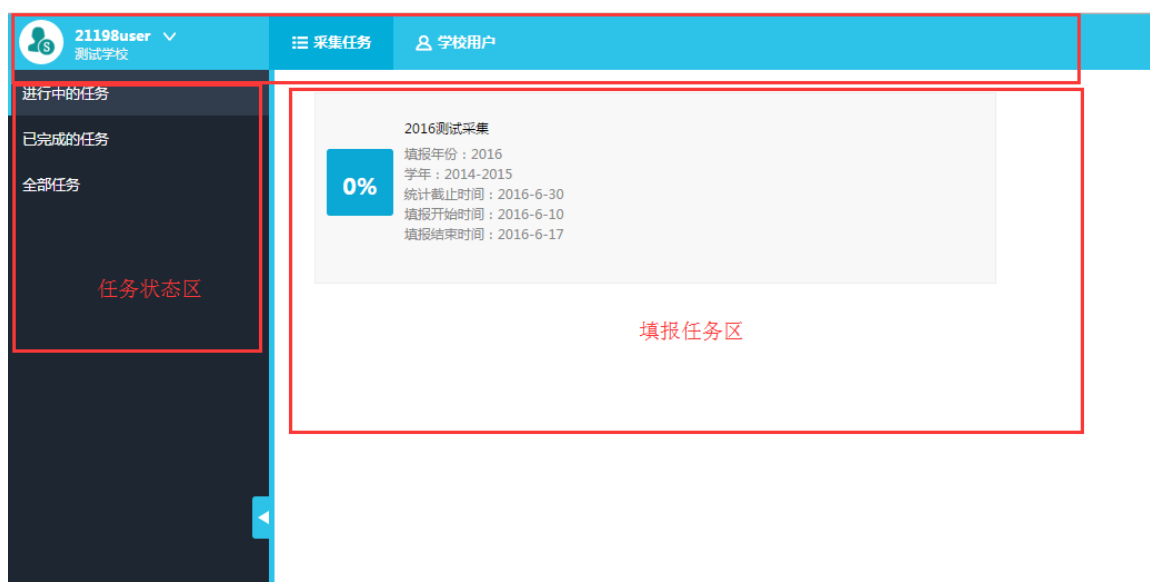 21198user
测试学校
采集任务
学校用户
进行中的任务
已完成的任务
全部任务
任务状态区
2016测试采集
0%
填报年份：2016
学年：2014-2015
统计截止时间：2016-6-30
填报开始时间：2016-6-10
填报结束时间：2016-6-17
填报任务区